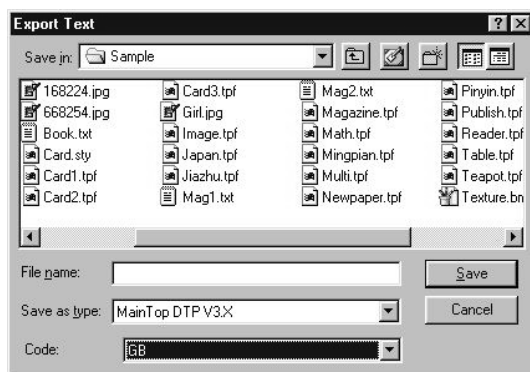 Export Text
Save in: Sample
168224.jpg Card3.tpf Mag2.txt Pinyin.tpf
668254.jpg Girl.jpg Magazine.tpf Publish.tpf
Book.txt Image.tpf Math.tpf Reader.tpf
Card.sty Japan.tpf Mingpian.tpf Table.tpf
Card1.tpf Jiazhu.tpf Multi.tpf Teapot.tpf
Card2.tpf Mag1.txt Newpaper.tpf Texture.bm
File name: Save
Save as type: MainTop DTP V3.X Cancel
Code: GB